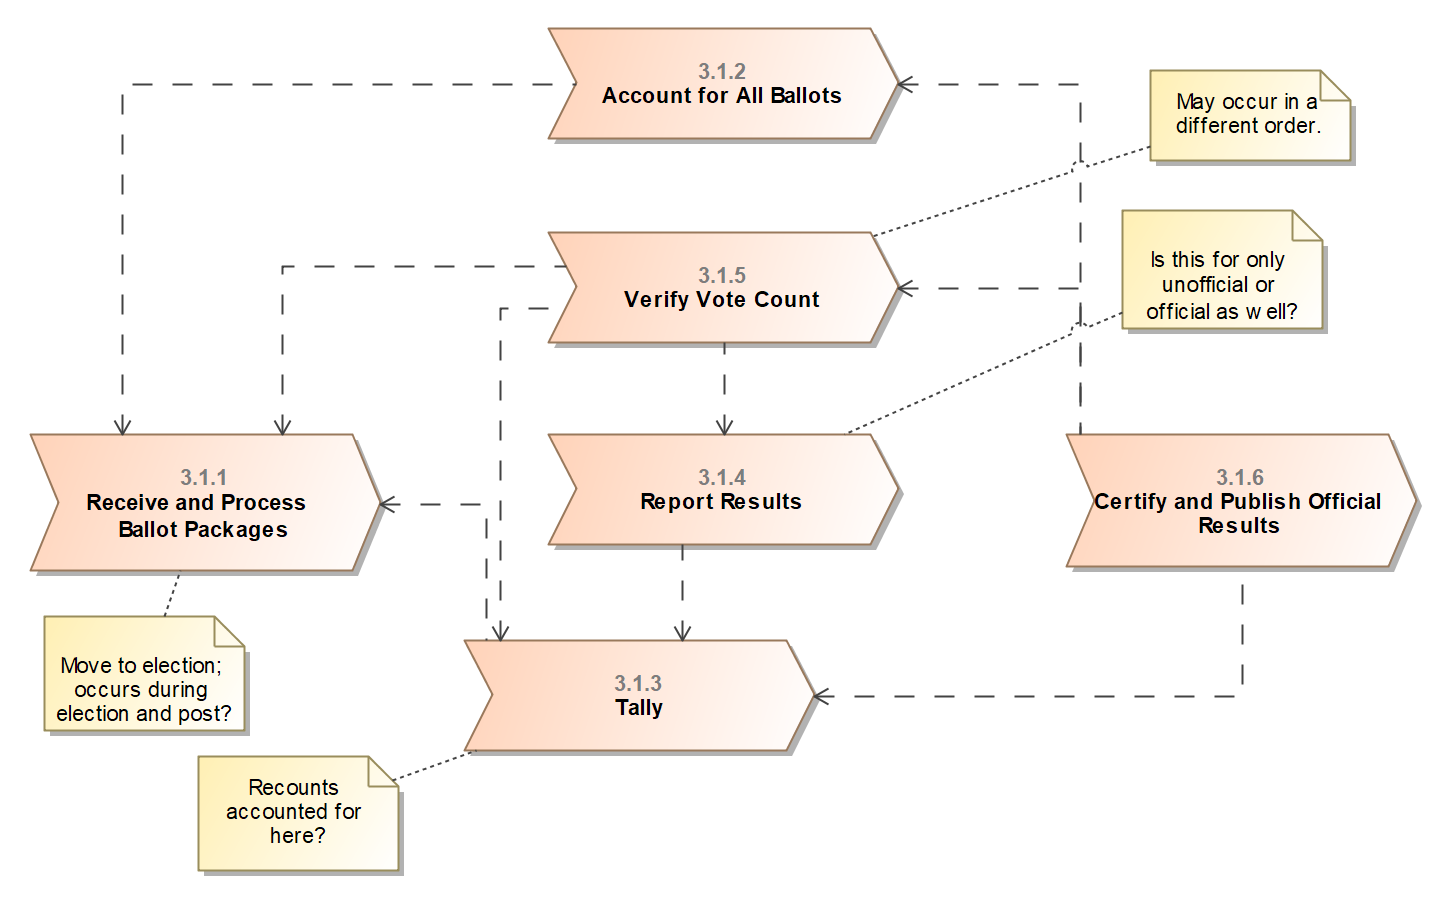 3.1.2
Account for All Ballots
May occur in a
different order.
3.1.5
Verify Vote Count
Is this for only
unofficial or
official as well?
3.1.1
Receive and Process
Ballot Packages
3.1.4
Report Results
3.1.6
Certify and Publish Official
Results
Move to election;
occurs during
election and post?
3.1.3
Tally
Recounts
accounted for
here?